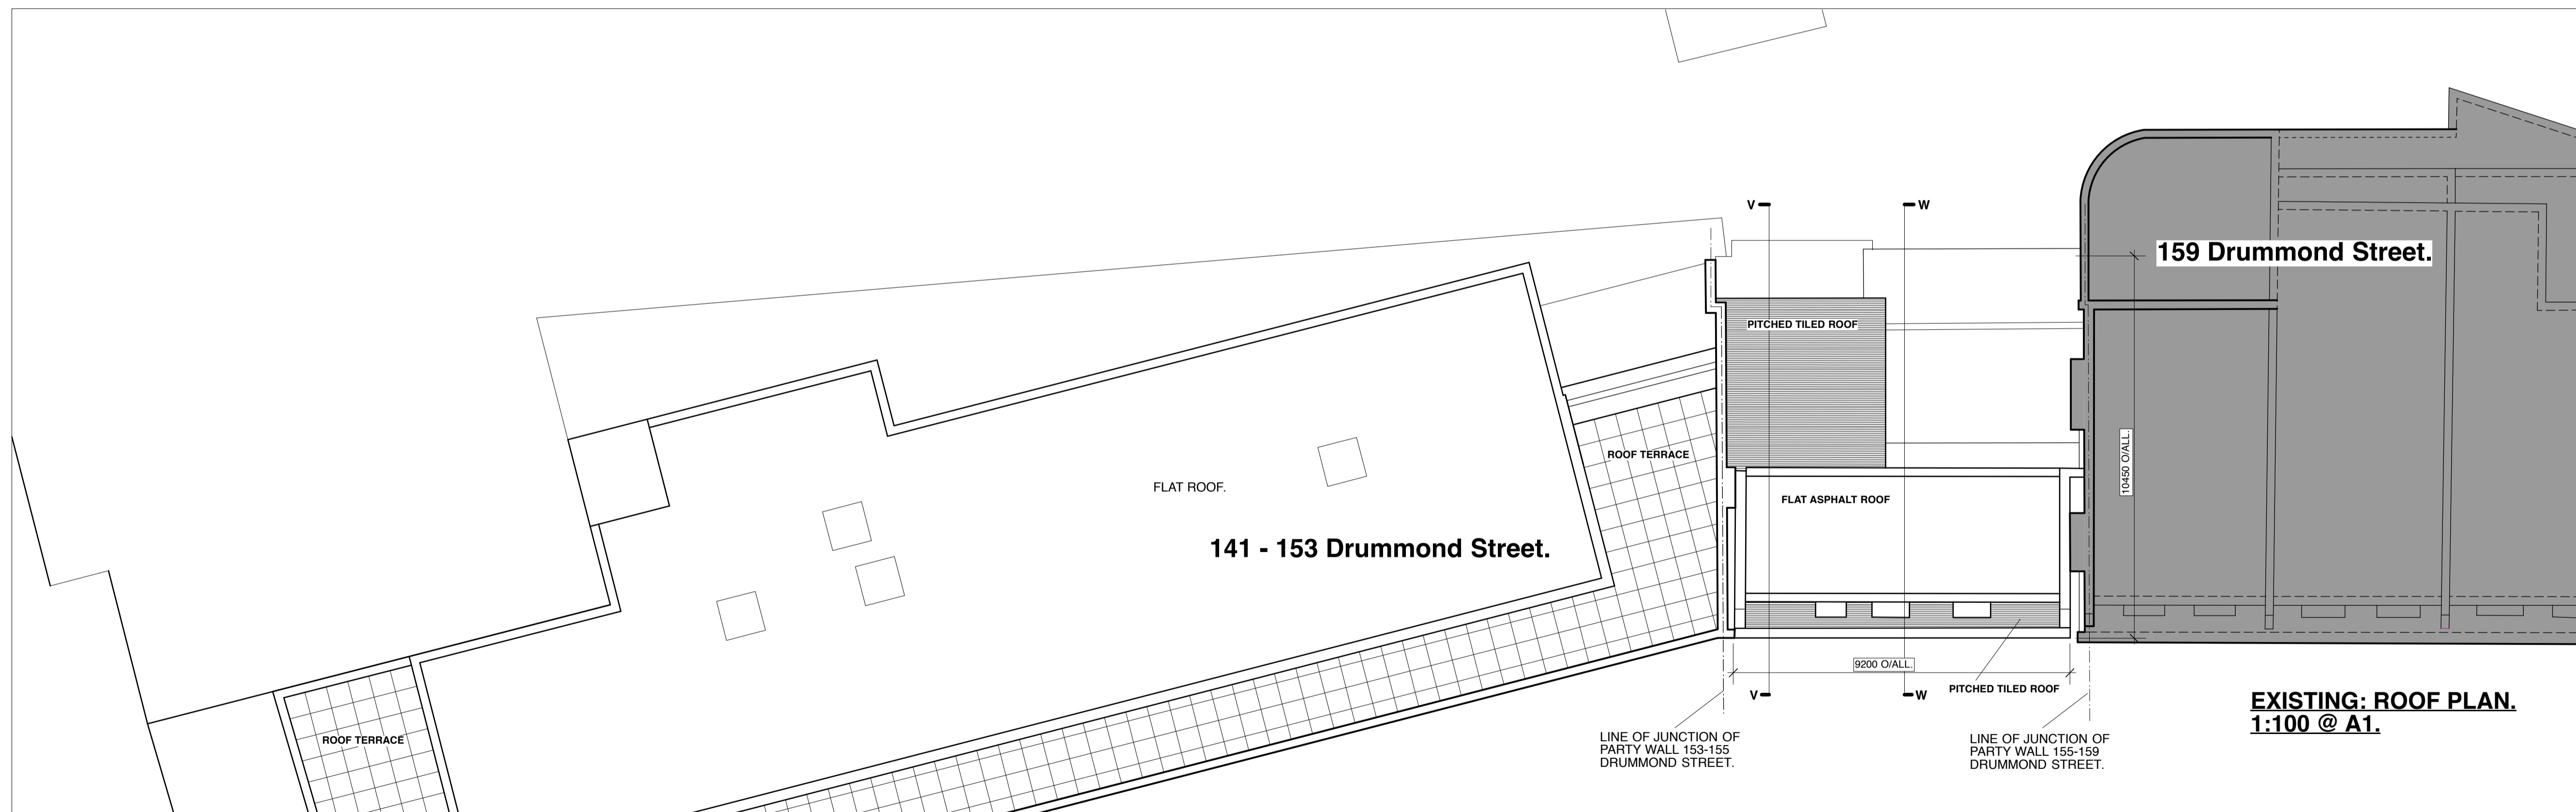 V
W
159 Drummond Street.
PITCHED TILED ROOF
ROOF TERRACE
10450 O/ALL.
FLAT ROOF.
FLAT ASPHALT ROOF
141 - 153 Drummond Street.
9200 O/ALL.
V
W
PITCHED TILED ROOF
EXISTING: ROOF PLAN.
1:100 @ A1.
ROOF TERRACE
LINE OF JUNCTION OF
PARTY WALL 153-155
DRUMMOND STREET.
LINE OF JUNCTION OF
PARTY WALL 155-159
DRUMMOND STREET.